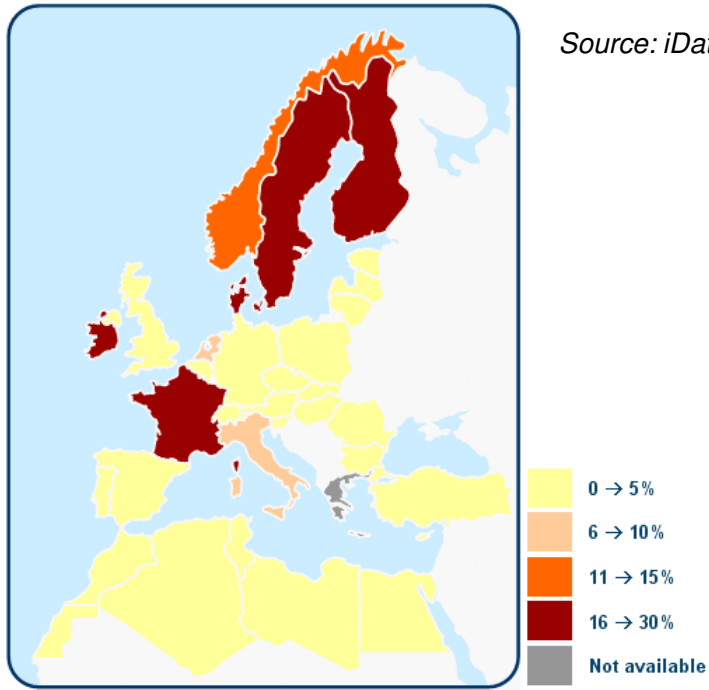 Source: iDat
0 → 5%
6 → 10%
11 → 15%
16 → 30%
Not available